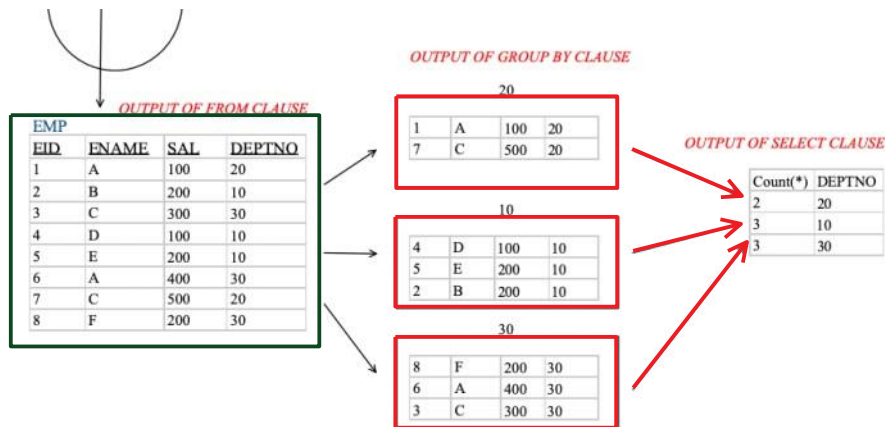 OUTPUT OF FROM CLAUSE
EMP
EID ENAME SAL DEPTNO
1 A 100 20
2 B 200 10
3 C 300 30
4 D 100 10
5 E 200 10
6 A 400 30
7 C 500 20
8 F 200 30
OUTPUT OF GROUP BY CLAUSE
20
1 A 100 20
7 C 500 20
10
4 D 100 10
5 E 200 10
2 B 200 10
30
8 F 200 30
6 A 400 30
3 C 300 30
OUTPUT OF SELECT CLAUSE
Count(*) DEPTNO
2 20
3 10
3 30